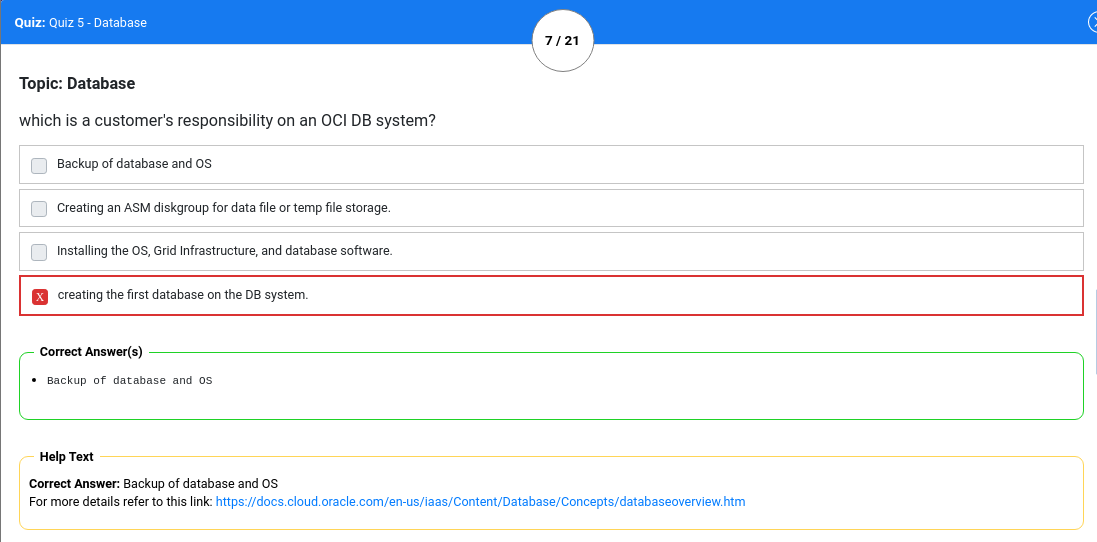 Quiz: Quiz 5 - Database
7 / 21
Topic: Database
which is a customer's responsibility on an OCI DB system?
Backup of database and OS
Creating an ASM diskgroup for data file or temp file storage.
Installing the OS, Grid Infrastructure, and database software.
X creating the first database on the DB system.
Correct Answer(s)
• Backup of database and OS
Help Text
Correct Answer: Backup of database and OS
For more details refer to this link: https://docs.cloud.oracle.com/en-us/iaas/Content/Database/Concepts/databaseoverview.htm